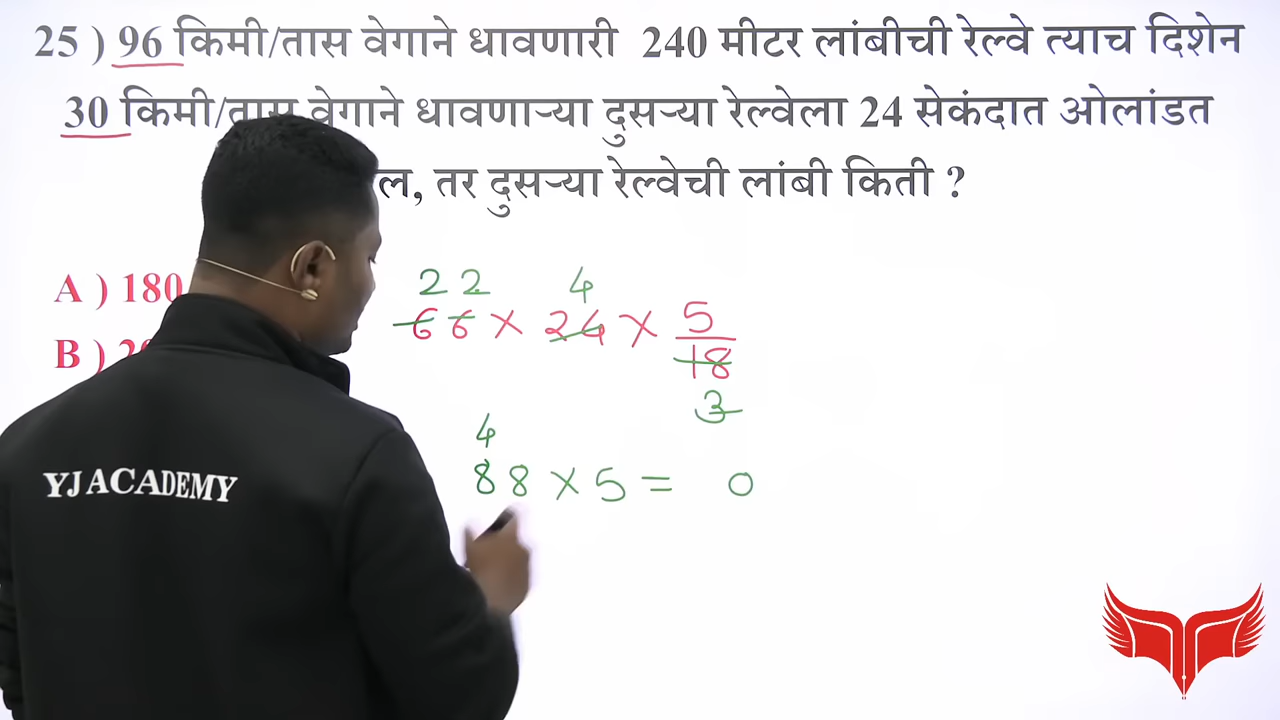 25 ) 96 किमी/तास वेगाने धावणारी 240 मीटर लांबीची रेल्वे त्याच दिशेन
30 किमी/तास वेगाने धावणाऱ्या दुसऱ्या रेल्वेला 24 सेकंदात ओलांडत
ल, तर दुसऱ्या रेल्वेची लांबी किती ?
A ) 180
B ) 2
22 4
66 × 24 × 5/18
3
4
88 × 5 = 0
YJ ACADEMY